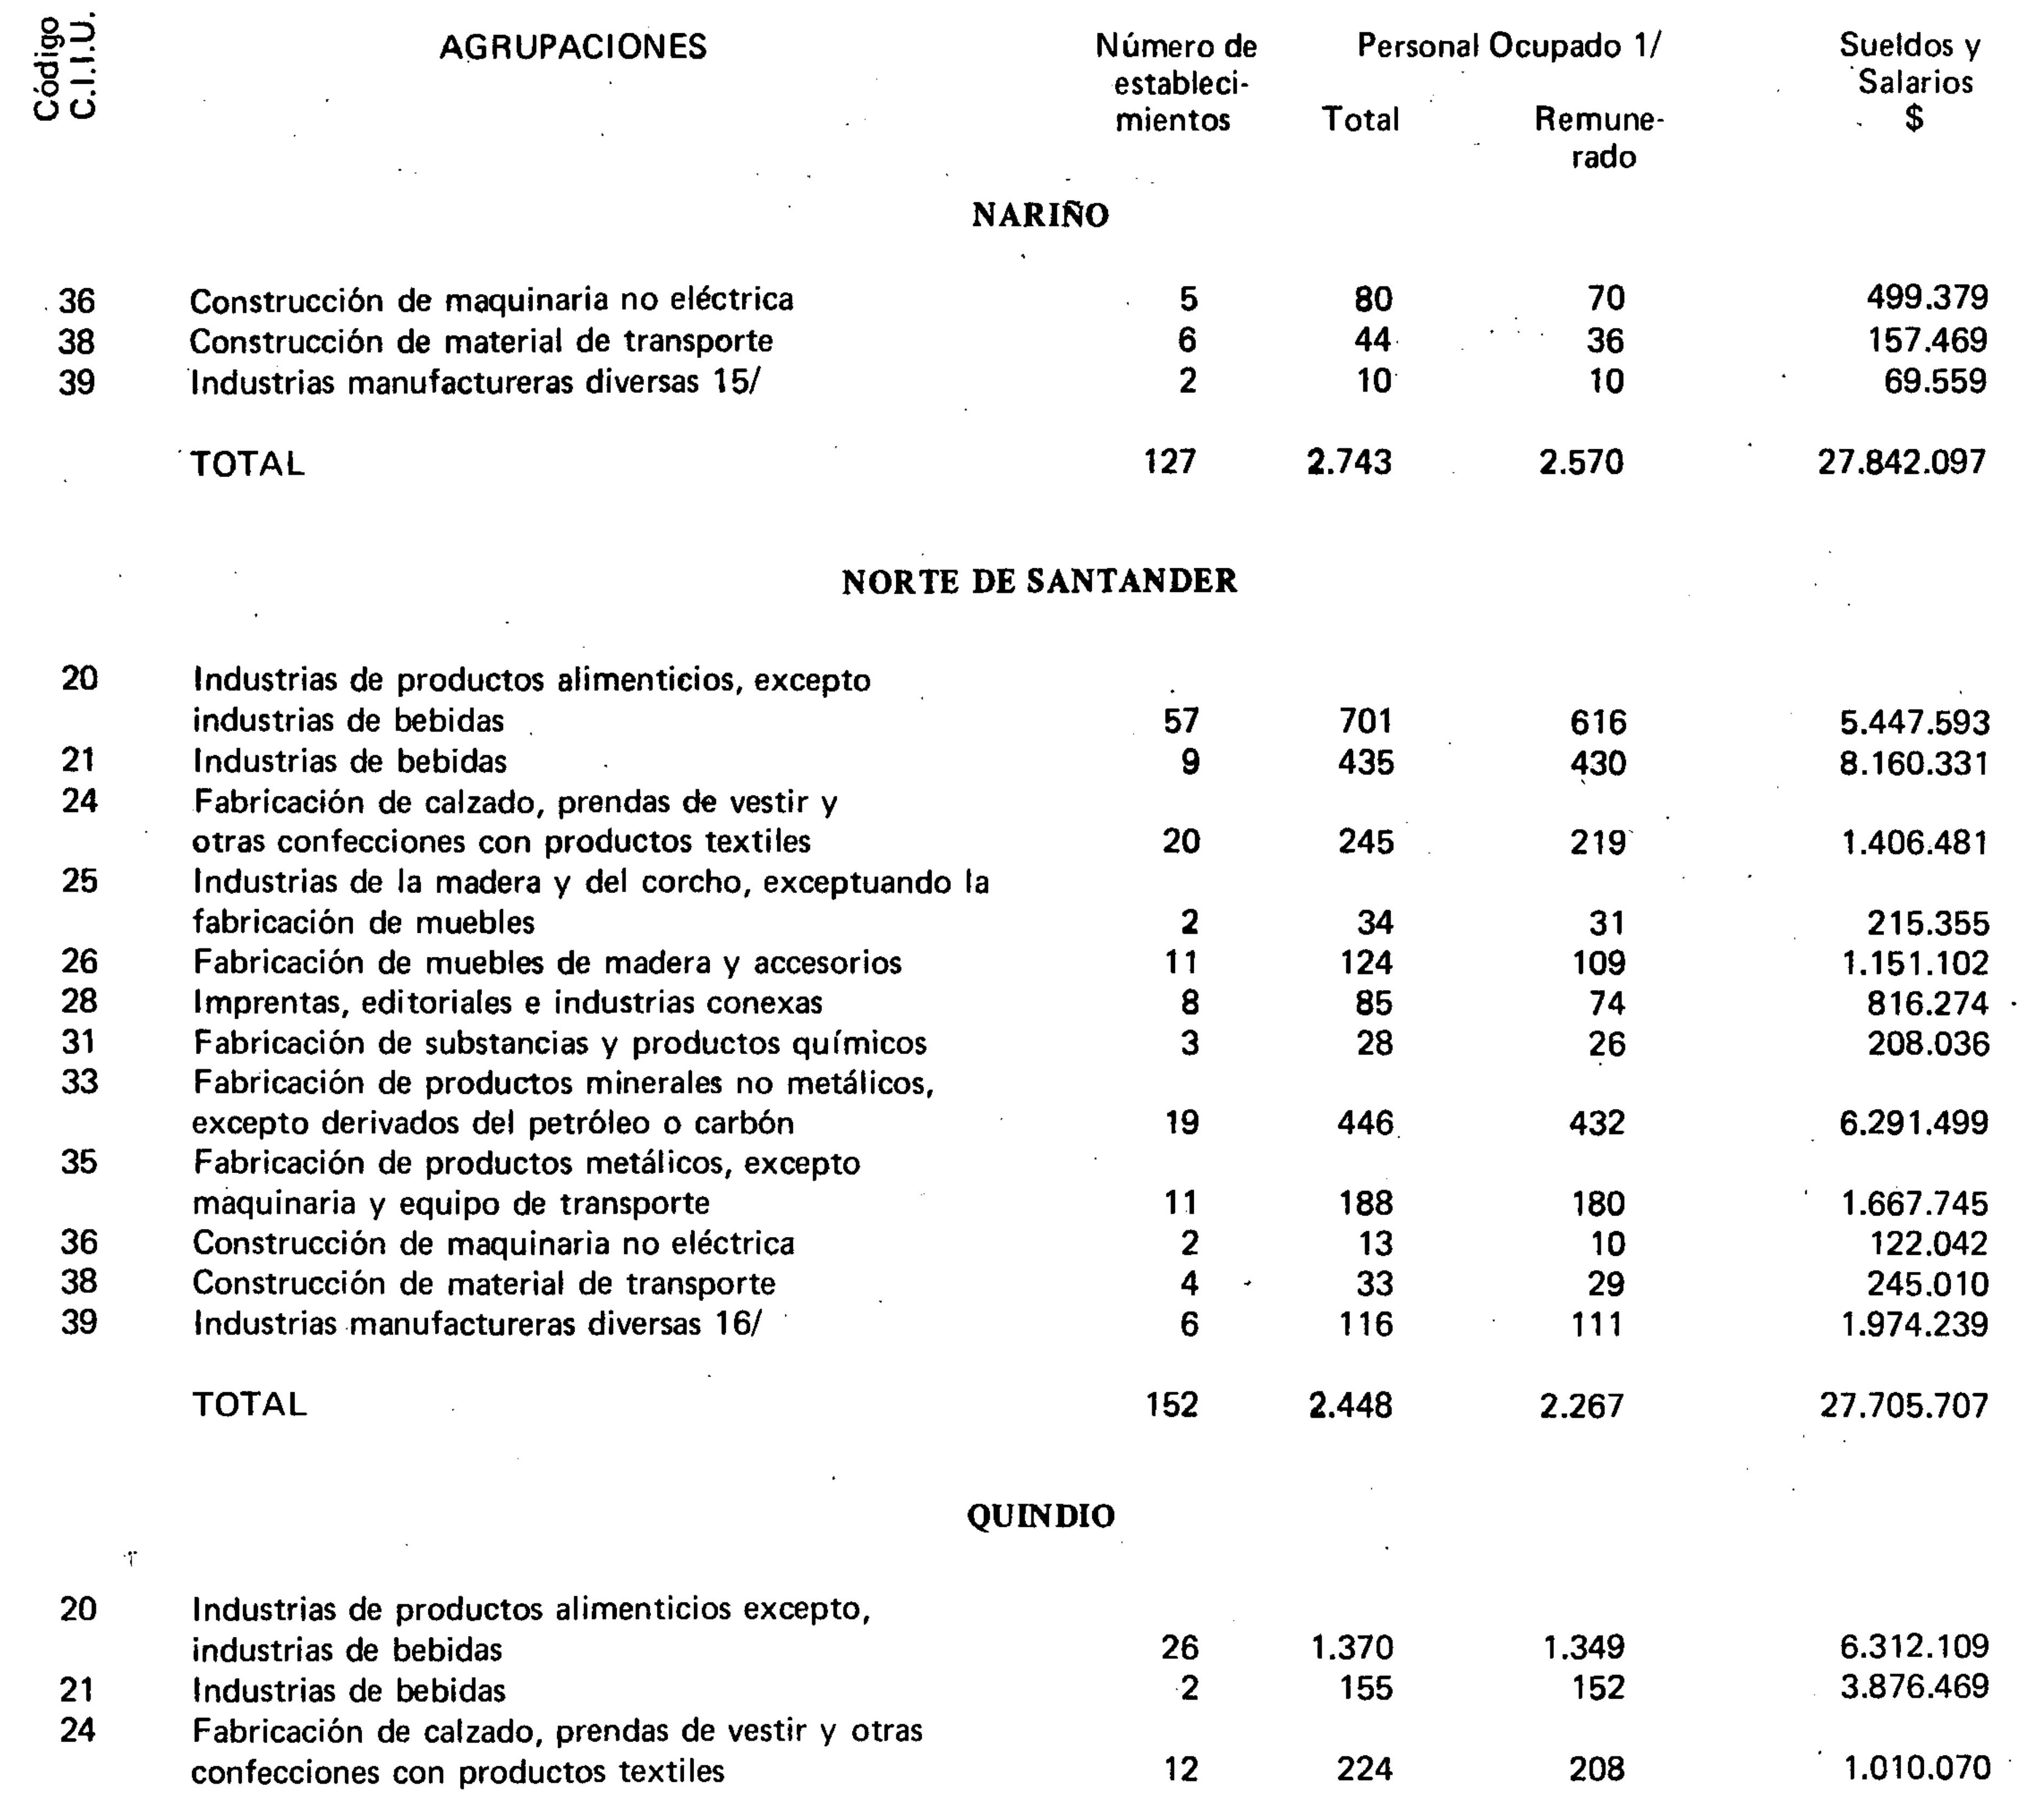 Código C.I.I.U. AGRUPACIONES Número de Personal Ocupado 1/ Sueldos y
estableci- Salarios
mientos Total Remune- $
rado
NARIÑO
36 Construcción de maquinaria no eléctrica 5 80 70 499.379
38 Construcción de material de transporte 6 44 36 157.469
39 Industrias manufactureras diversas 15/ 2 10 10 69.559
TOTAL 127 2.743 2.570 27.842.097
NORTE DE SANTANDER
20 Industrias de productos alimenticios, excepto
industrias de bebidas 57 701 616 5.447.593
21 Industrias de bebidas 9 435 430 8.160.331
24 Fabricación de calzado, prendas de vestir y
otras confecciones con productos textiles 20 245 219 1.406.481
25 Industrias de la madera y del corcho, exceptuando la
fabricación de muebles 2 34 31 215.355
26 Fabricación de muebles de madera y accesorios 11 124 109 1.151.102
28 Imprentas, editoriales e industrias conexas 8 85 74 816.274
31 Fabricación de substancias y productos químicos 3 28 26 208.036
33 Fabricación de productos minerales no metálicos,
excepto derivados del petróleo o carbón 19 446 432 6.291.499
35 Fabricación de productos metálicos, excepto
maquinaria y equipo de transporte 11 188 180 1.667.745
36 Construcción de maquinaria no eléctrica 2 13 10 122.042
38 Construcción de material de transporte 4 33 29 245.010
39 Industrias manufactureras diversas 16/ 6 116 111 1.974.239
TOTAL 152 2.448 2.267 27.705.707
QUINDIO
20 Industrias de productos alimenticios excepto,
industrias de bebidas 26 1.370 1.349 6.312.109
21 Industrias de bebidas 2 155 152 3.876.469
24 Fabricación de calzado, prendas de vestir y otras
confecciones con productos textiles 12 224 208 1.010.070